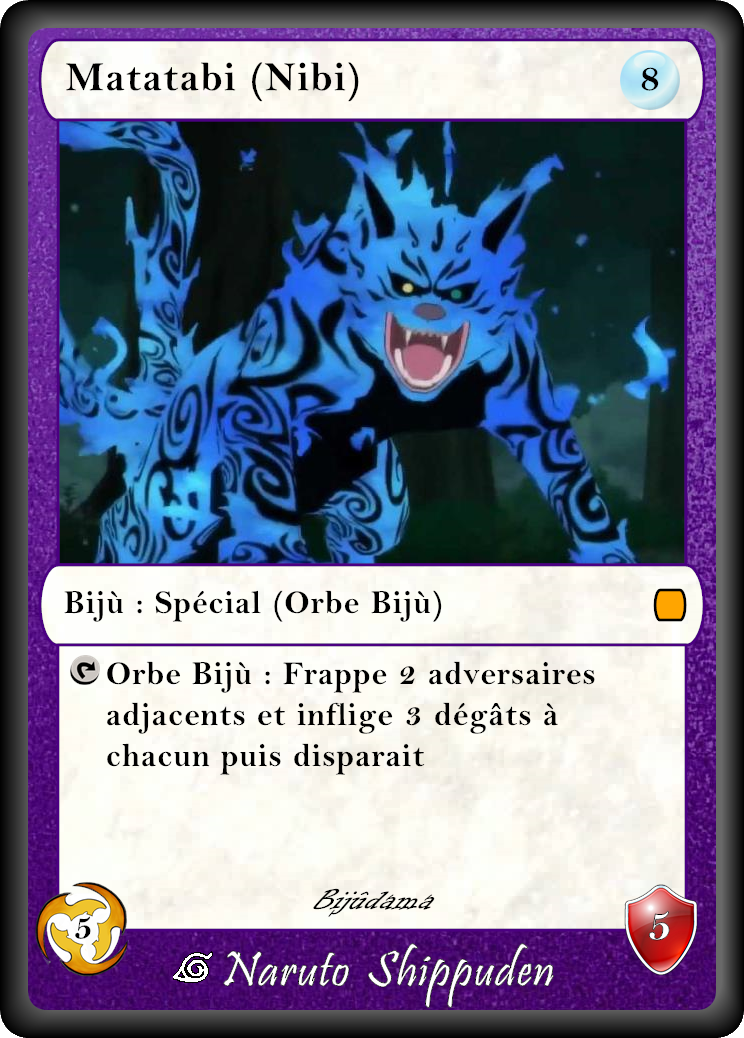 Matatabi (Nibi)
8
Bijù : Spécial (Orbe Bijù)
Orbe Bijù : Frappe 2 adversaires
adjacents et inflige 3 dégâts à
chacun puis disparait
Bijûdama
5
5
Naruto Shippuden